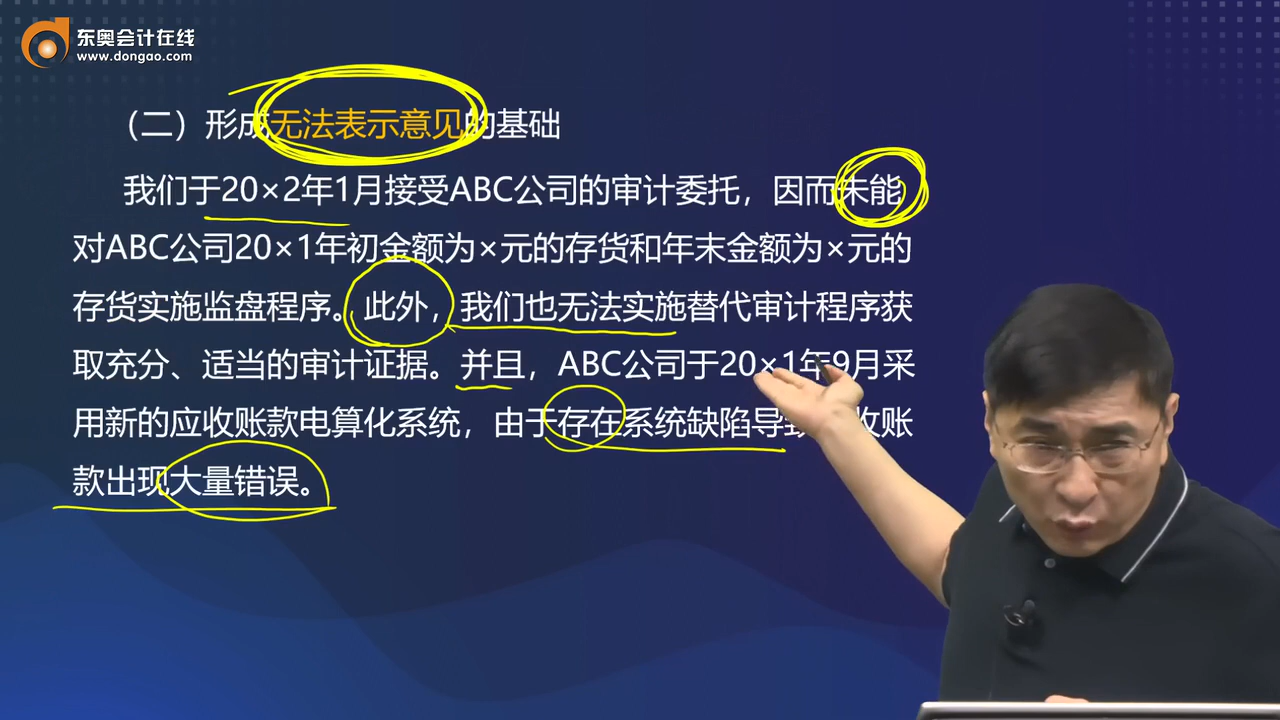 东奥会计在线
www.dongao.com
（二）形成无法表示意见的基础
我们于20×2年1月接受ABC公司的审计委托，因而未能
对ABC公司20×1年初金额为×元的存货和年末金额为×元的
存货实施监盘程序。此外，我们也无法实施替代审计程序获
取充分、适当的审计证据。并且，ABC公司于20×1年9月采
用新的应收账款电算化系统，由于存在系统缺陷导致 收账
款出现大量错误。